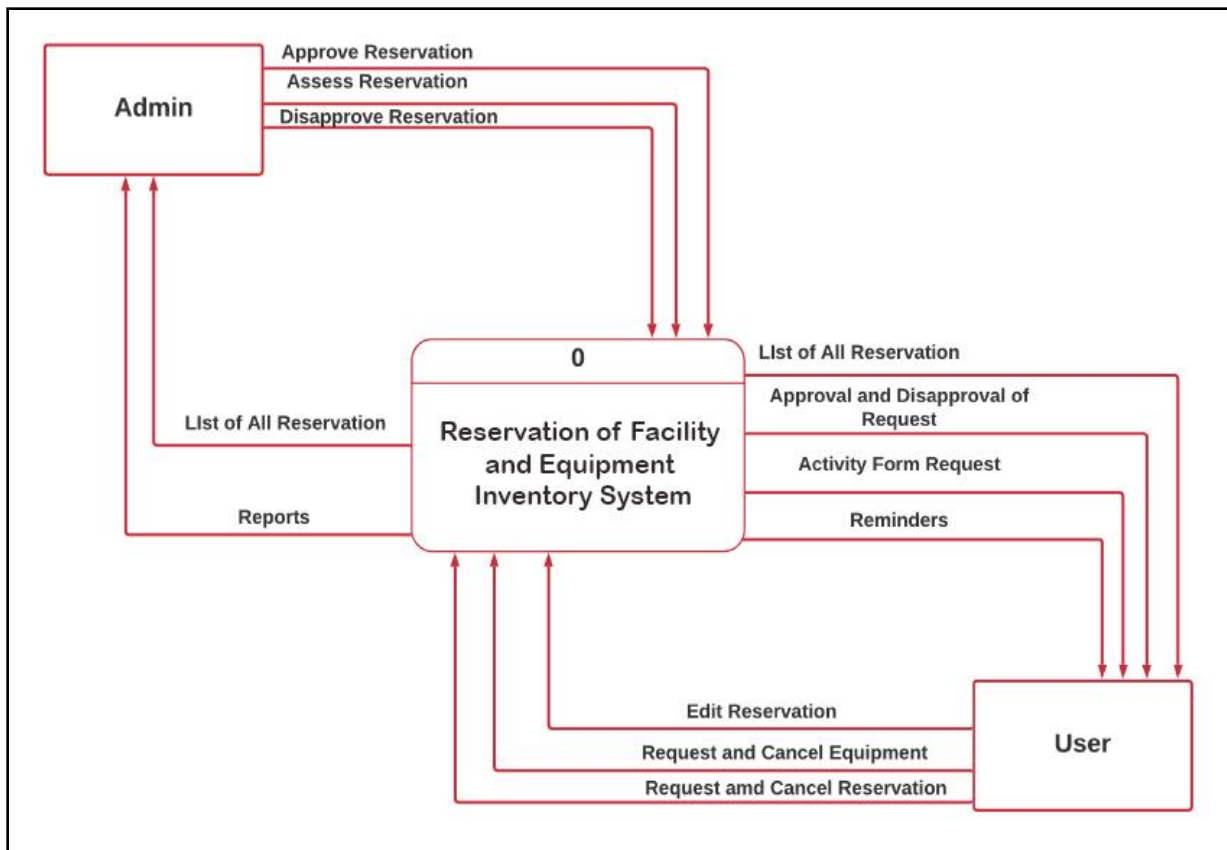 Approve Reservation
Assess Reservation
Disapprove Reservation
Admin
0
Reservation of Facility
and Equipment
Inventory System
LIst of All Reservation
Reports
LIst of All Reservation
Approval and Disapproval of
Request
Activity Form Request
Reminders
Edit Reservation
Request and Cancel Equipment
Request amd Cancel Reservation
User